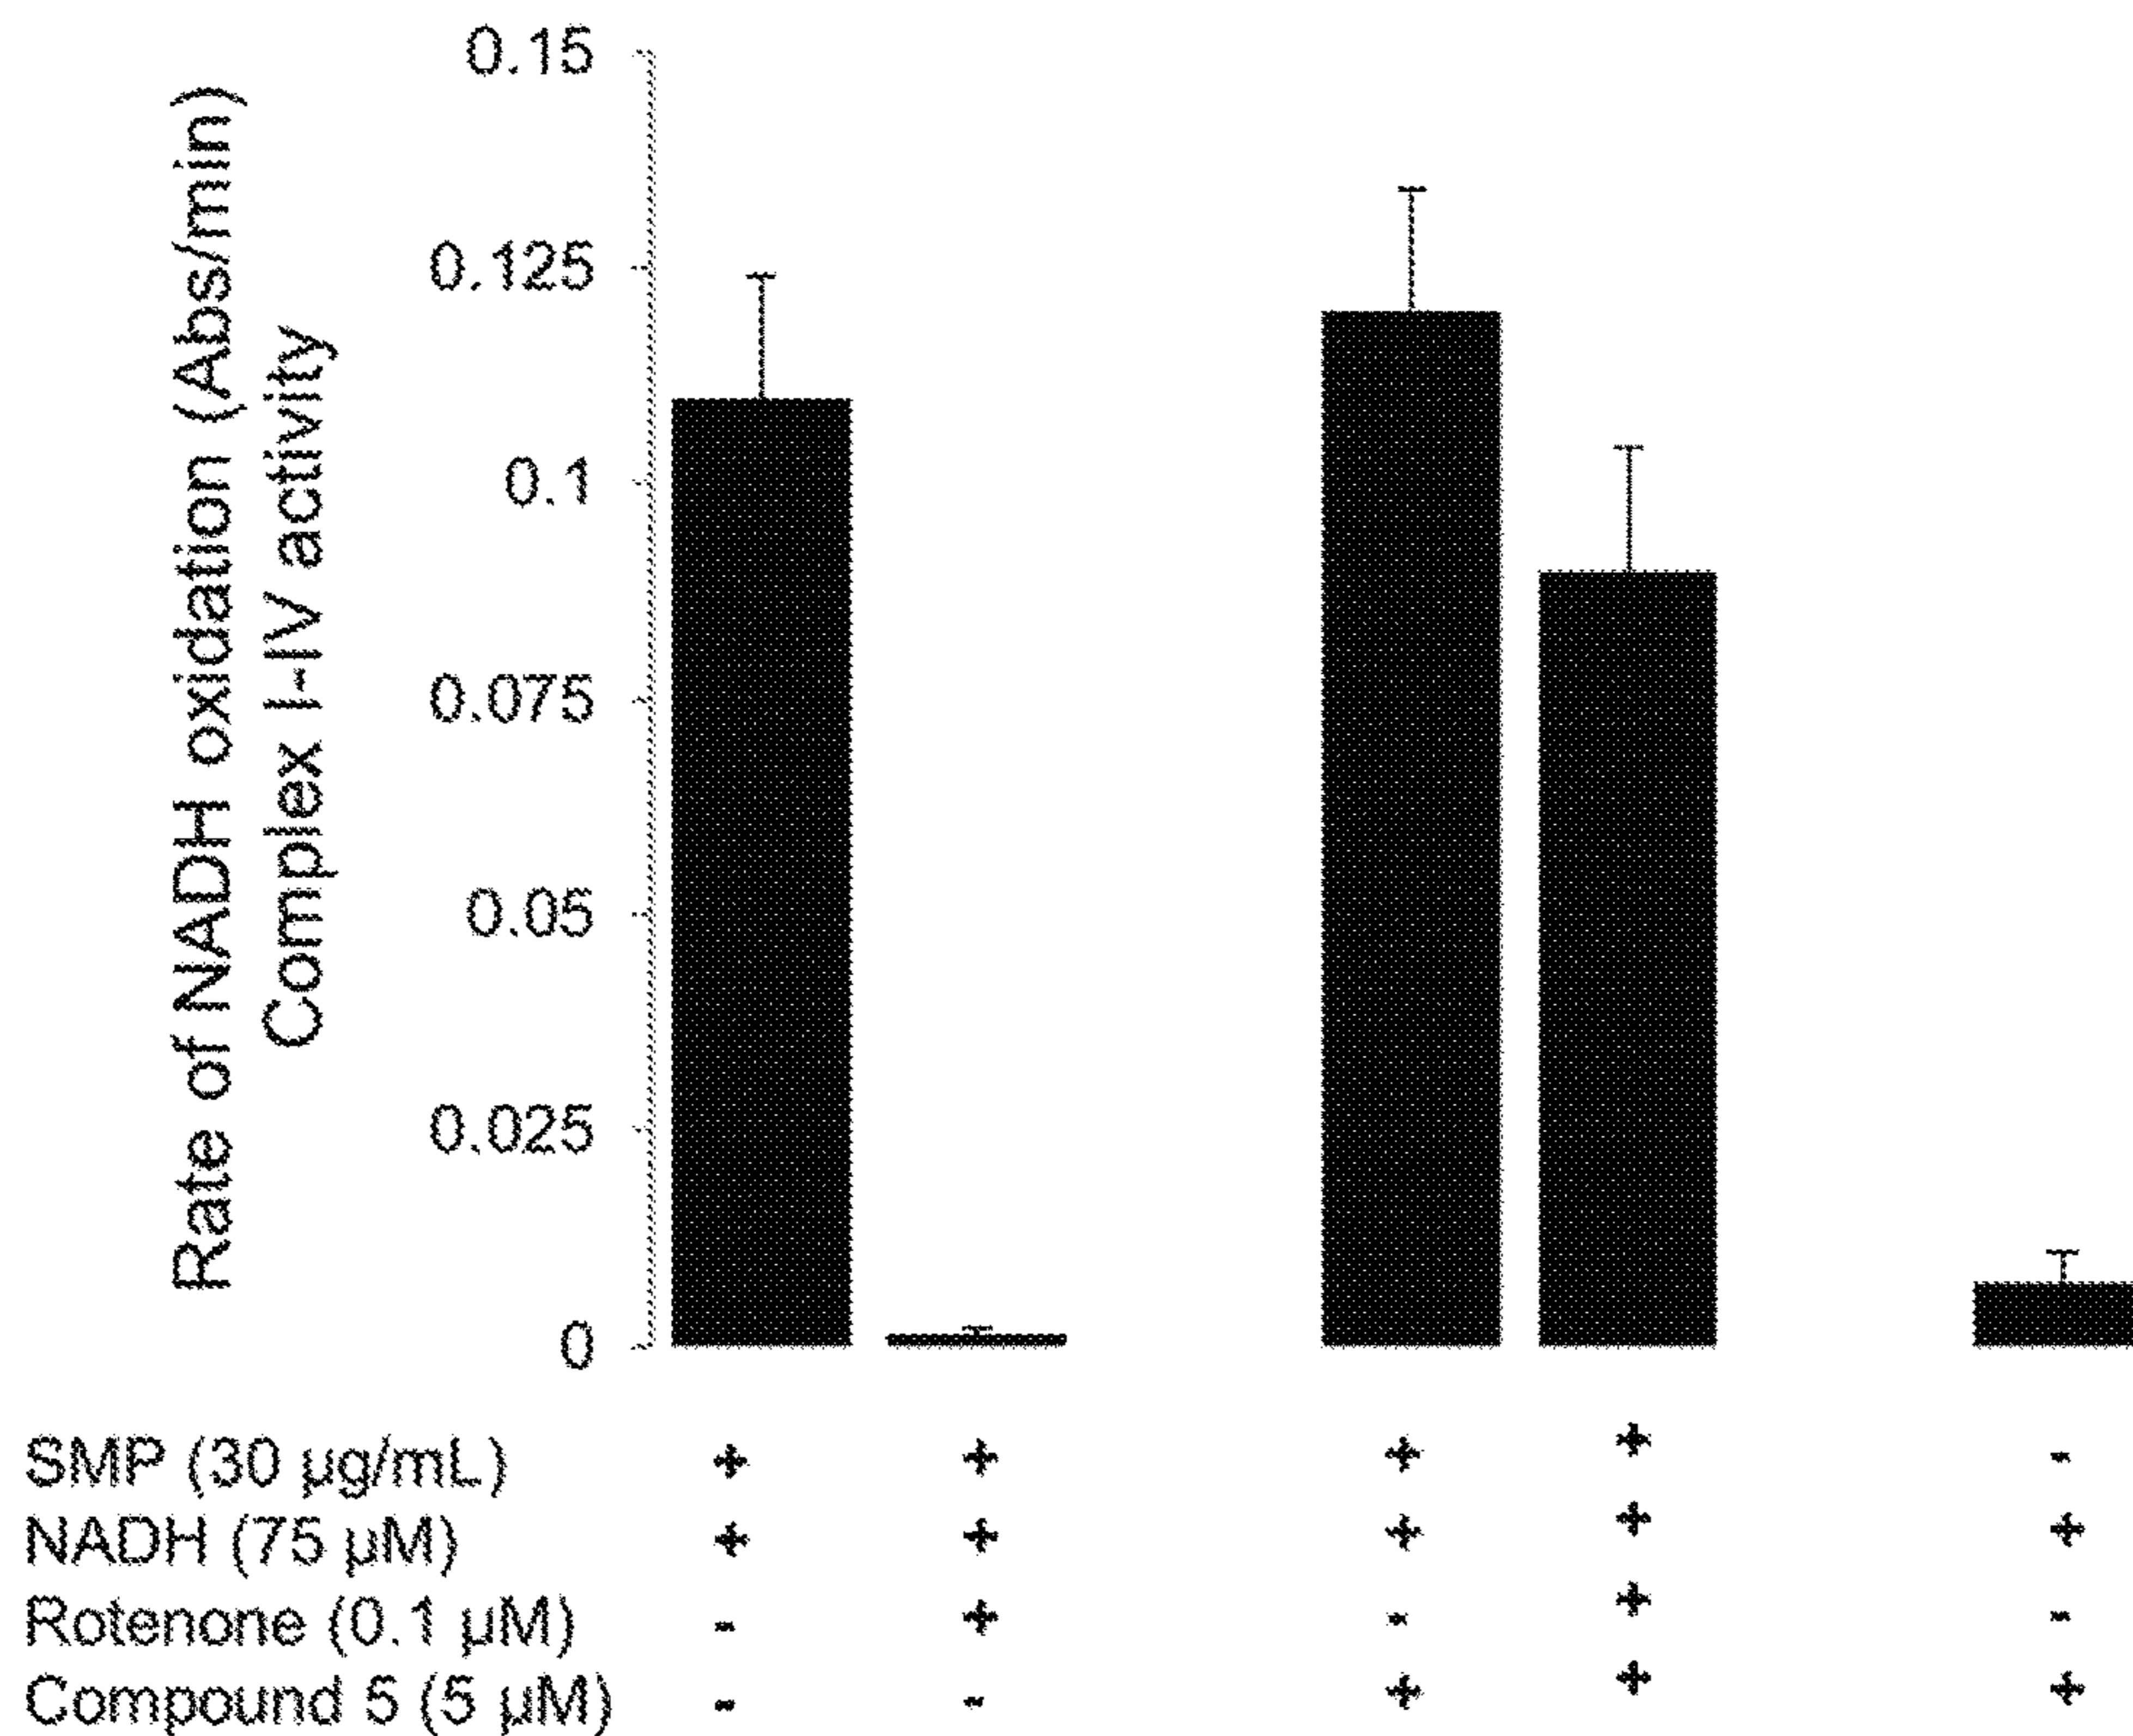 Rate of NADH oxidation (Abs/min)
Complex I-IV activity
0.15
0.125
0.1
0.075
0.05
0.025
0
SMP (30 µg/mL) + + + + -
NADH (75 µM) + + + + +
Rotenone (0.1 µM) - + - + -
Compound 5 (5 µM) - - + + +